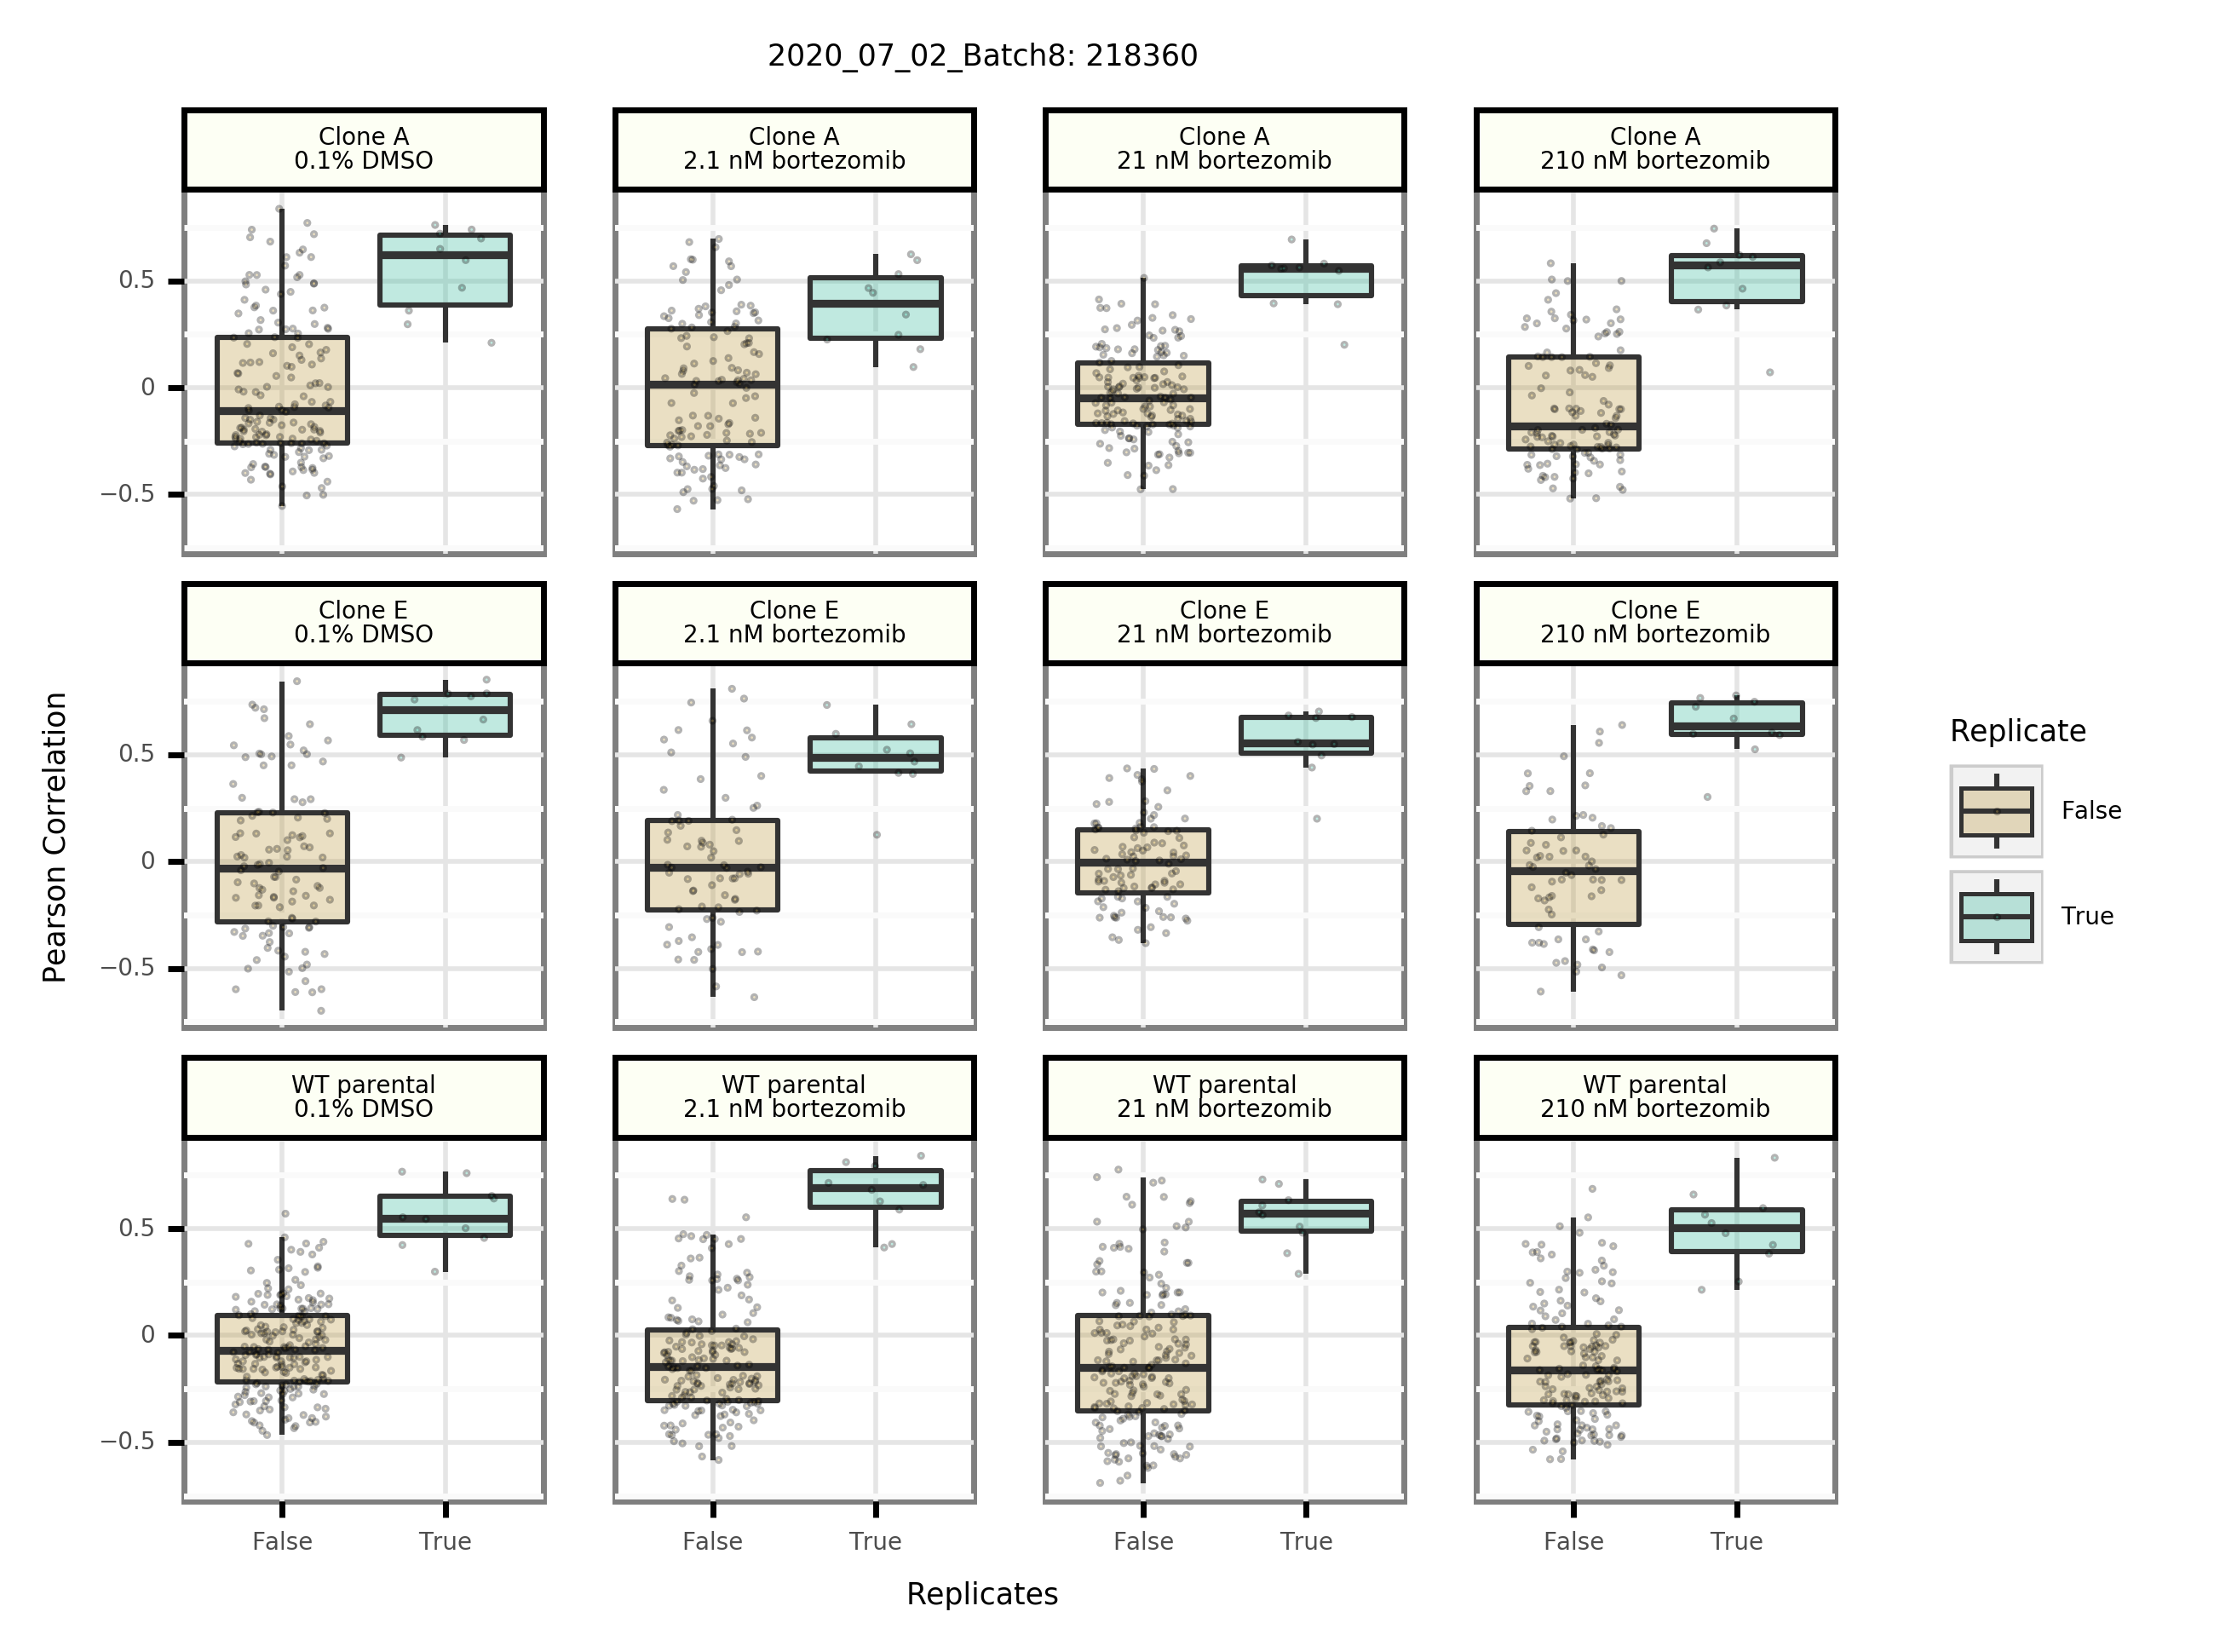 2020_07_02_Batch8: 218360
Clone A
0.1% DMSO
Clone A
2.1 nM bortezomib
Clone A
21 nM bortezomib
Clone A
210 nM bortezomib
0.5
0
−0.5
Clone E
0.1% DMSO
Clone E
2.1 nM bortezomib
Clone E
21 nM bortezomib
Clone E
210 nM bortezomib
0.5
0
−0.5
Pearson Correlation
WT parental
0.1% DMSO
WT parental
2.1 nM bortezomib
WT parental
21 nM bortezomib
WT parental
210 nM bortezomib
0.5
0
−0.5
False
True
False
True
False
True
False
True
Replicates
Replicate
False
True